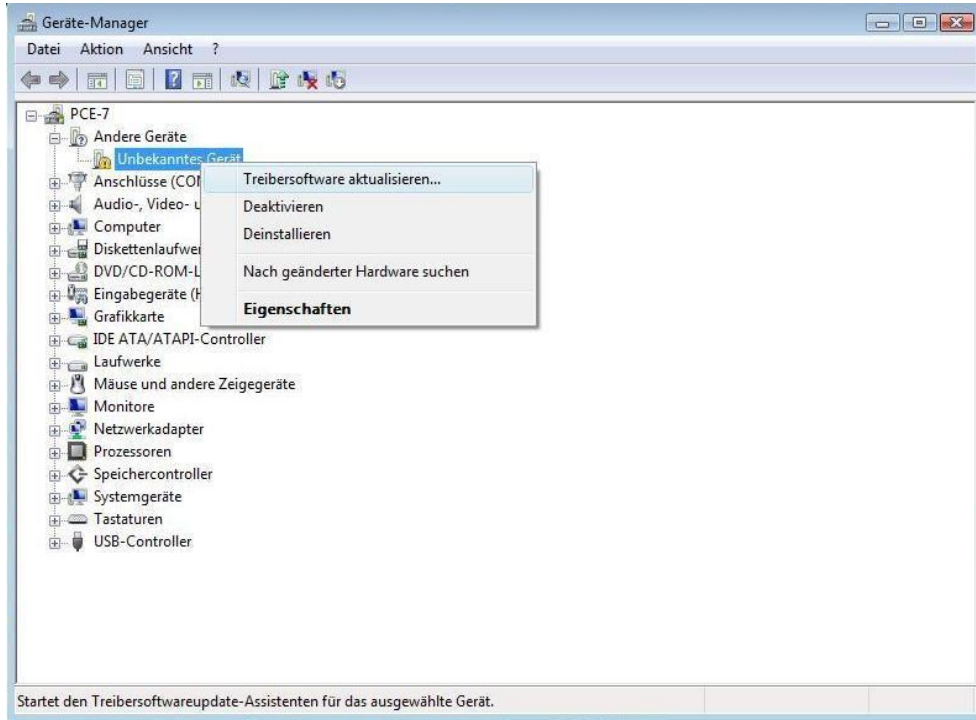 Geräte-Manager
Datei Aktion Ansicht ?
PCE-7
Andere Geräte
Unbekanntes Gerät
Anschlüsse (CO
Audio-, Video- u
Computer
Diskettenlaufwe
DVD/CD-ROM-L
Eingabegeräte (H
Grafikkarte
IDE ATA/ATAPI-Controller
Laufwerke
Mäuse und andere Zeigegeräte
Monitore
Netzwerkadapter
Prozessoren
Speichercontroller
Systemgeräte
Tastaturen
USB-Controller
Treibersoftware aktualisieren...
Deaktivieren
Deinstallieren
Nach geänderter Hardware suchen
Eigenschaften
Startet den Treibersoftwareupdate-Assistenten für das ausgewählte Gerät.